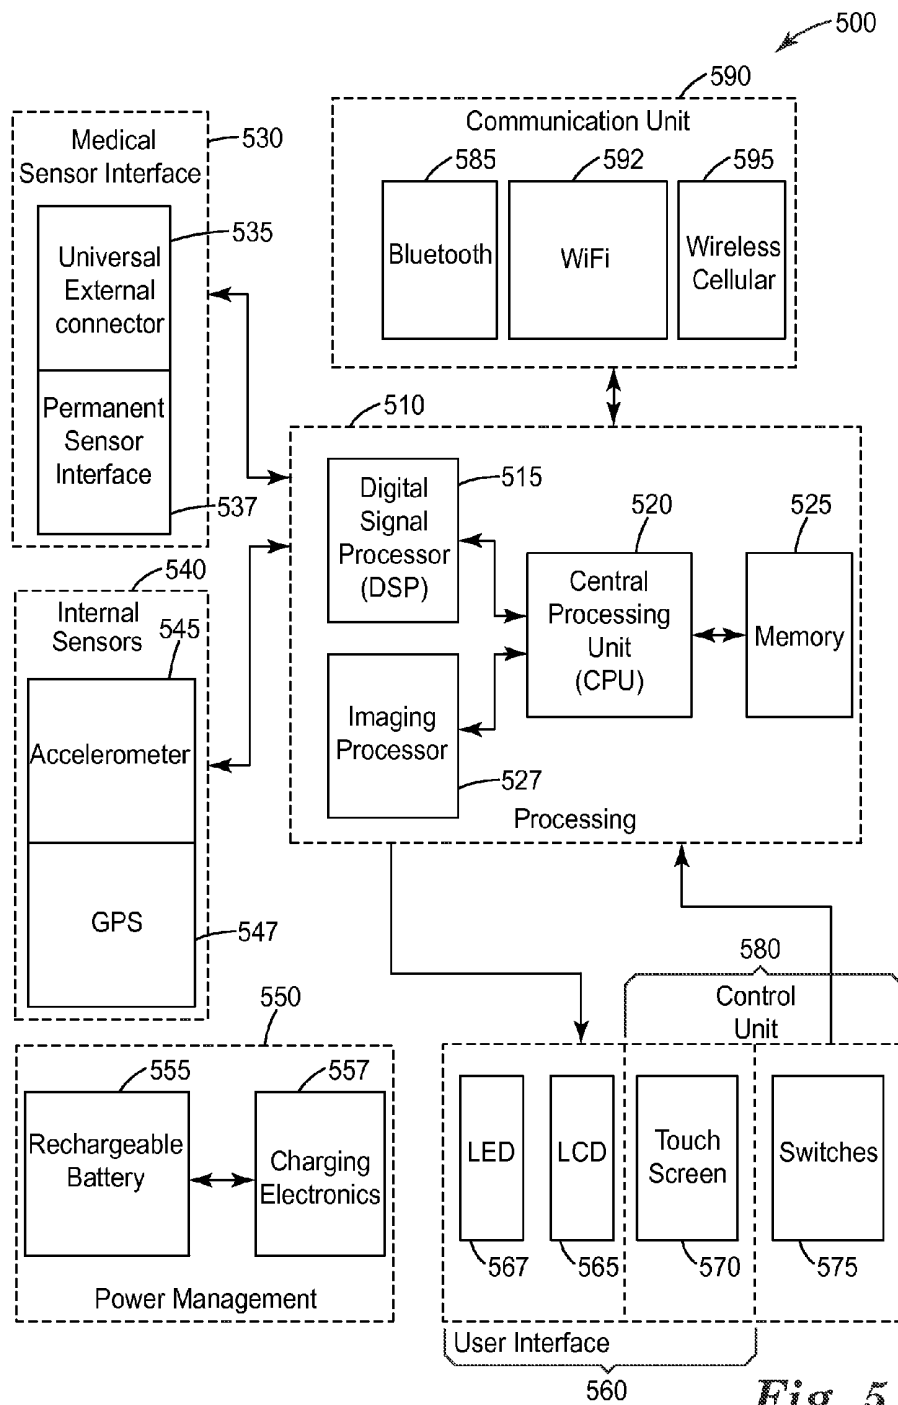 500
590
Communication Unit
585
592
595
Bluetooth
WiFi
Wireless
Cellular
Medical
Sensor Interface
530
535
Universal
External
connector
Permanent
Sensor
Interface
537
510
Digital
Signal
Processor
(DSP)
515
520
525
Central
Processing
Unit
(CPU)
Memory
Imaging
Processor
527
Processing
540
Internal
Sensors
545
Accelerometer
GPS
547
550
555
557
Rechargeable
Battery
Charging
Electronics
Power Management
580
Control
Unit
LED
LCD
Touch
Screen
Switches
567
565
570
575
User Interface
560
Fig. 5